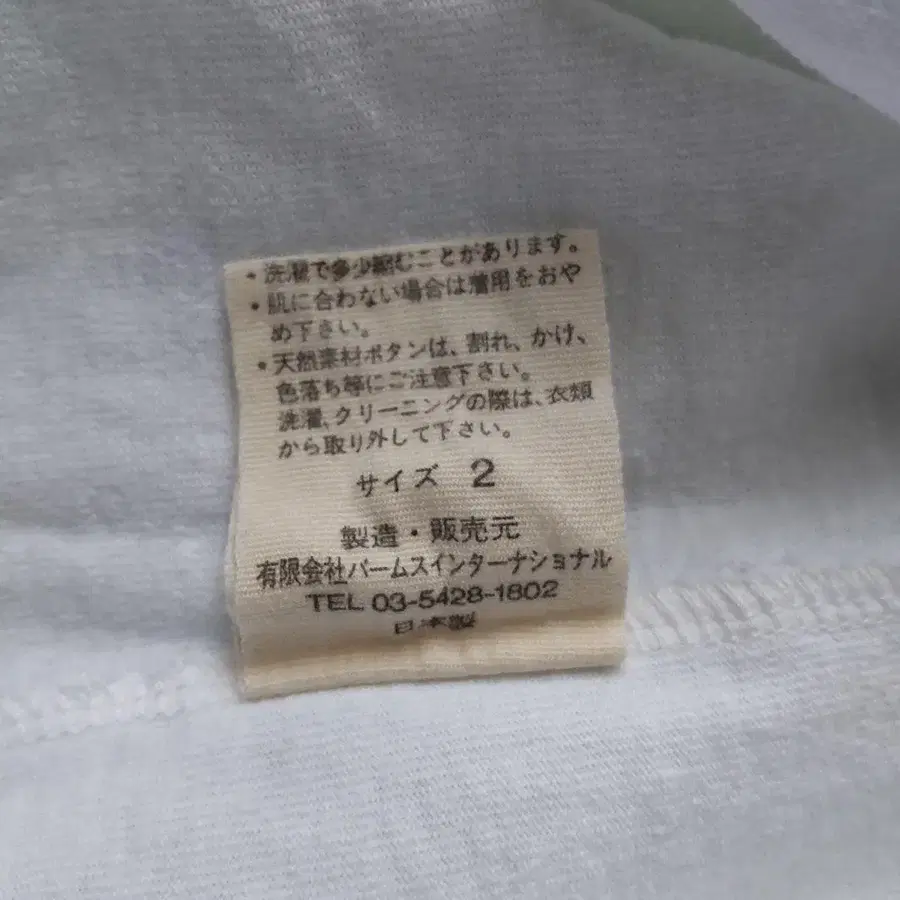 ・洗濯で多少縮むことがあります。
・肌に合わない場合は着用をおや
め下さい。
・天然素材ボタンは、割れ、かけ、
色落ち等にご注意下さい。
洗濯、クリーニングの際は、衣類
から取り外して下さい。
サイズ 2
製造・販売元
有限会社パームスインターナショナル
TEL 03-5428-1802
日本製